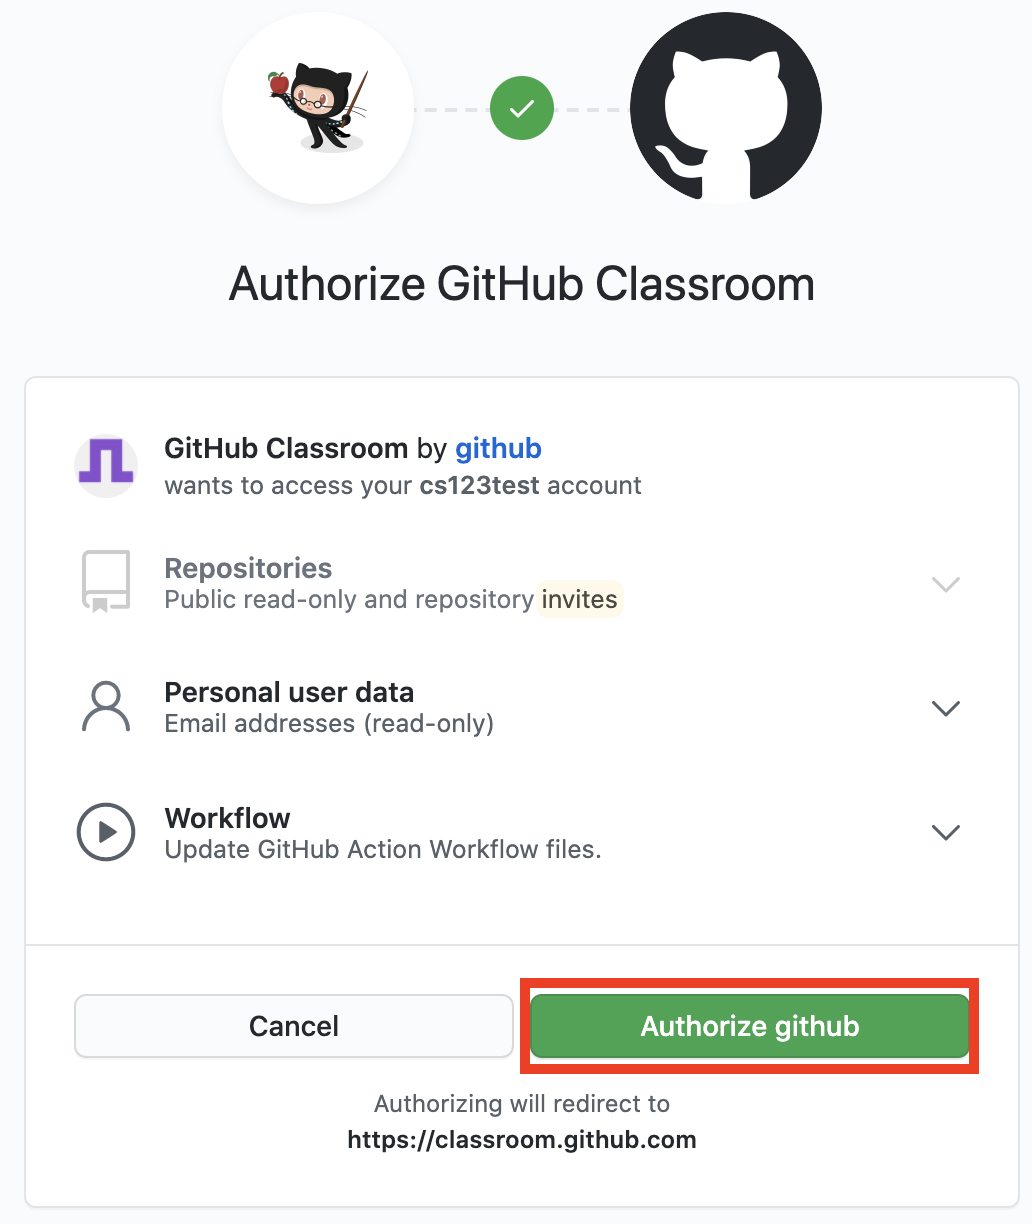 Authorize GitHub Classroom
GitHub Classroom by github
wants to access your cs123test account
Repositories
Public read-only and repository invites
Personal user data
Email addresses (read-only)
Workflow
Update GitHub Action Workflow files.
Cancel
Authorize github
Authorizing will redirect to
https://classroom.github.com